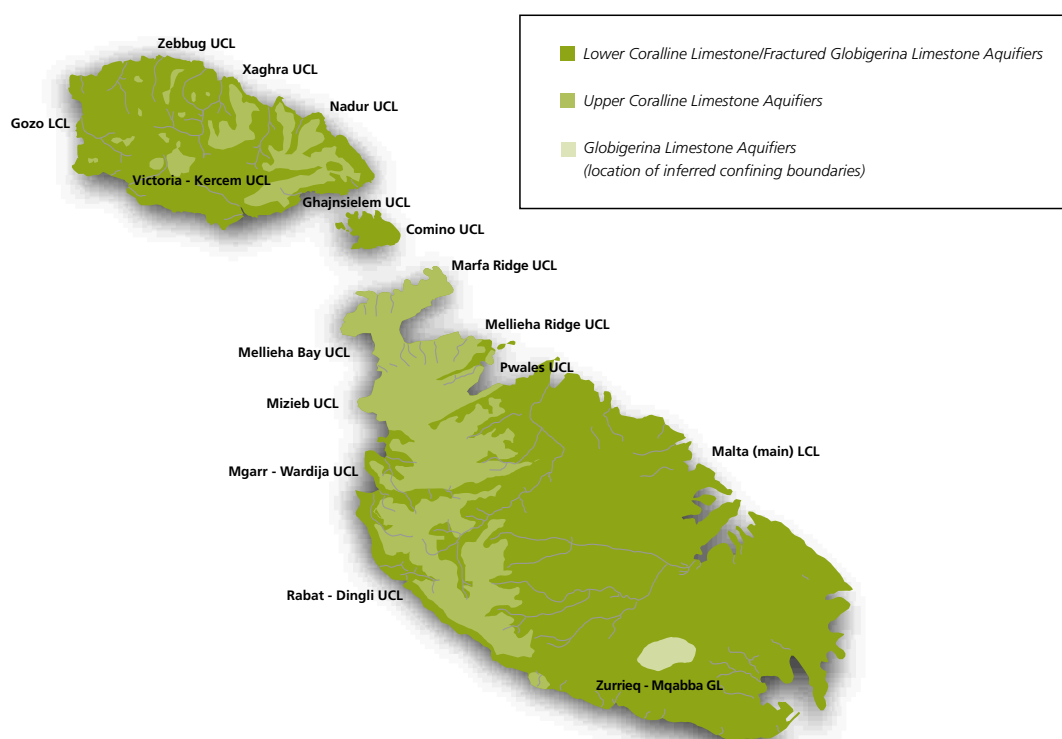 Zebbug UCL
Xaghra UCL
Nadur UCL
Gozo LCL
Victoria - Kercem UCL
Ghajnsielem UCL
Comino UCL
Marfa Ridge UCL
Mellieha Ridge UCL
Mellieha Bay UCL
Pwales UCL
Mizieb UCL
Malta (main) LCL
Mgarr - Wardija UCL
Rabat - Dingli UCL
Zurrieq - Mqabba GL
Lower Coralline Limestone/Fractured Globigerina Limestone Aquifiers
Upper Coralline Limestone Aquifiers
Globigerina Limestone Aquifiers
(location of inferred confining boundaries)